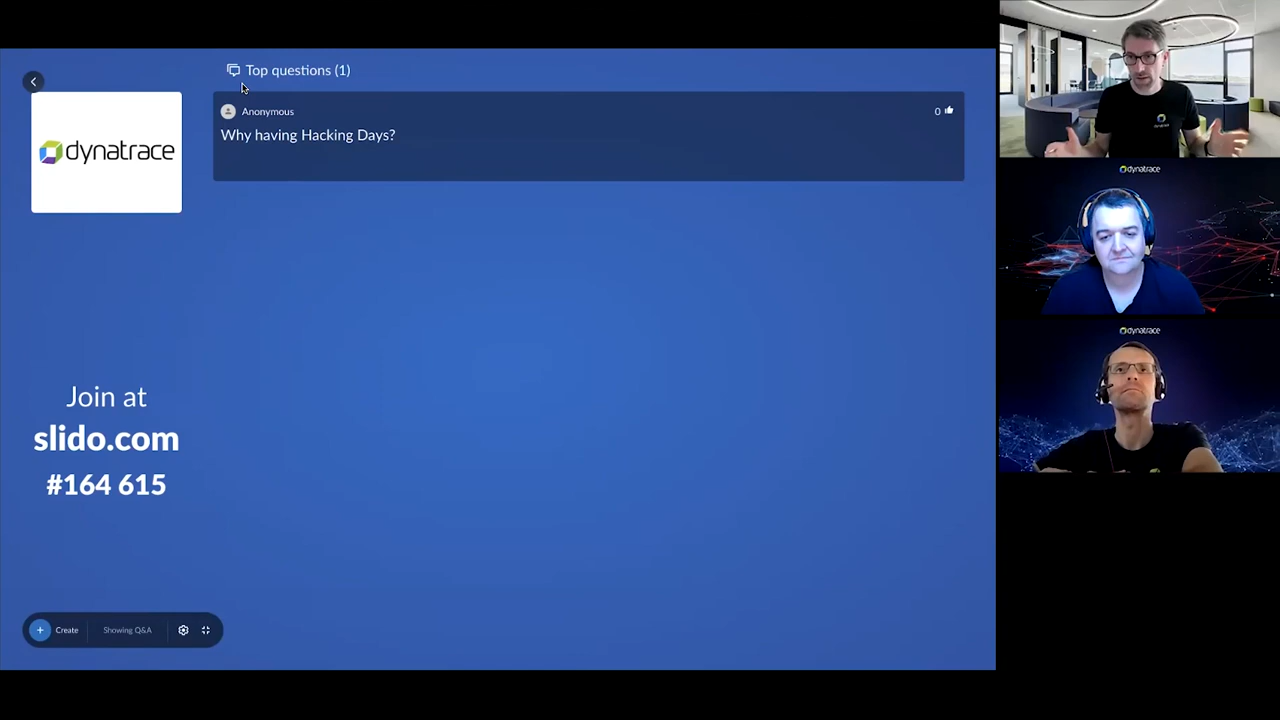 Top questions (1)
Anonymous
0
Why having Hacking Days?
dynatrace
Join at
slido.com
#164 615
Create
Showing Q&A
dynatrace
dynatrace
dynatrace